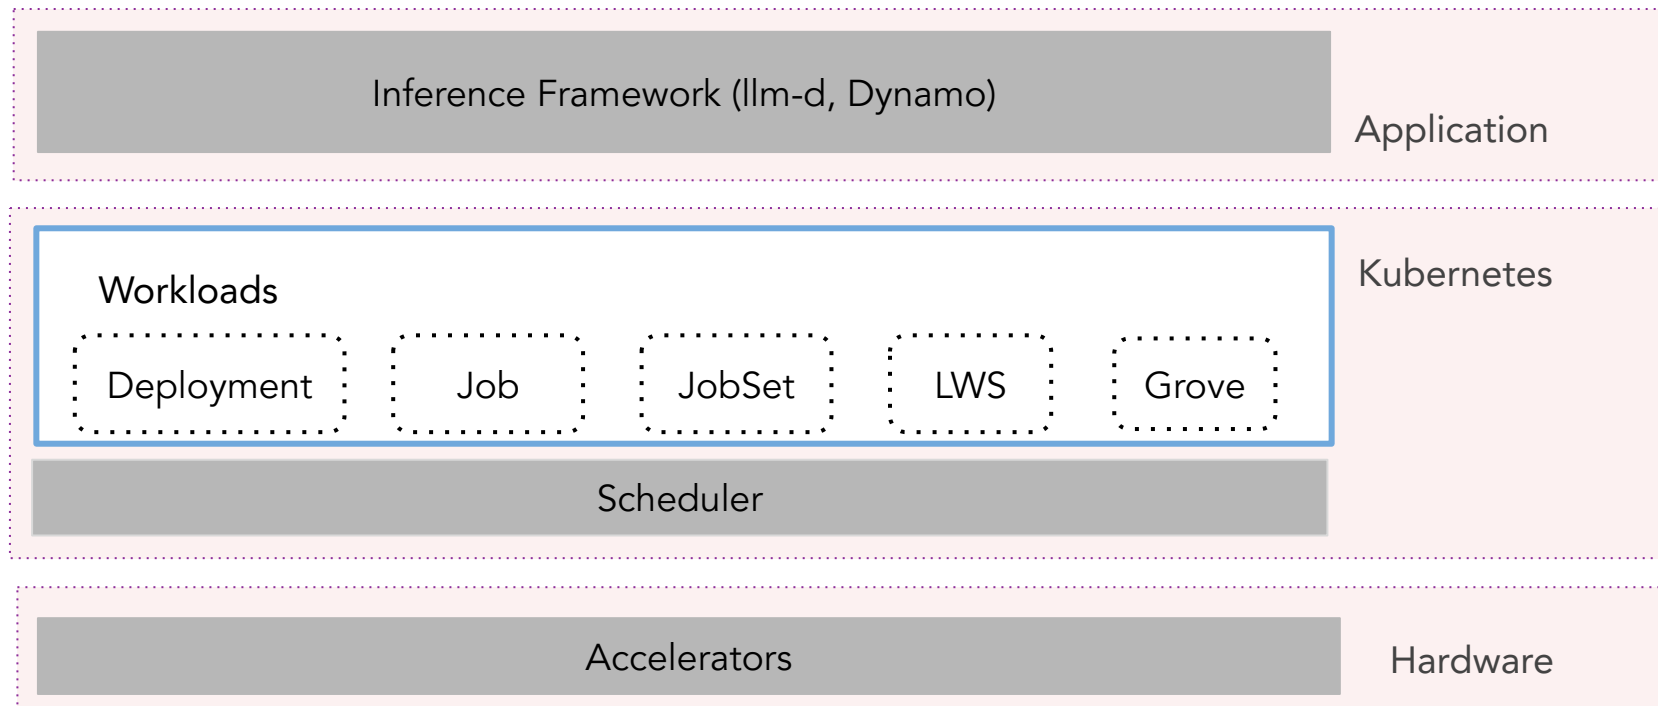 Inference Framework (llm-d, Dynamo)
Application
Kubernetes
Workloads
Deployment
Job
JobSet
LWS
Grove
Scheduler
Accelerators
Hardware